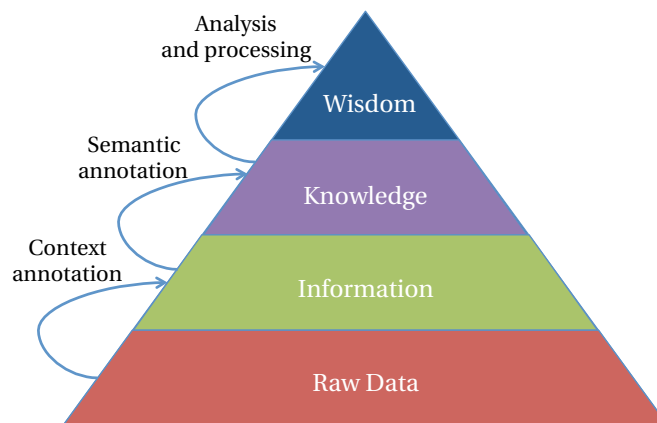 Analysis
and processing
Wisdom
Semantic
annotation
Knowledge
Context
annotation
Information
Raw Data